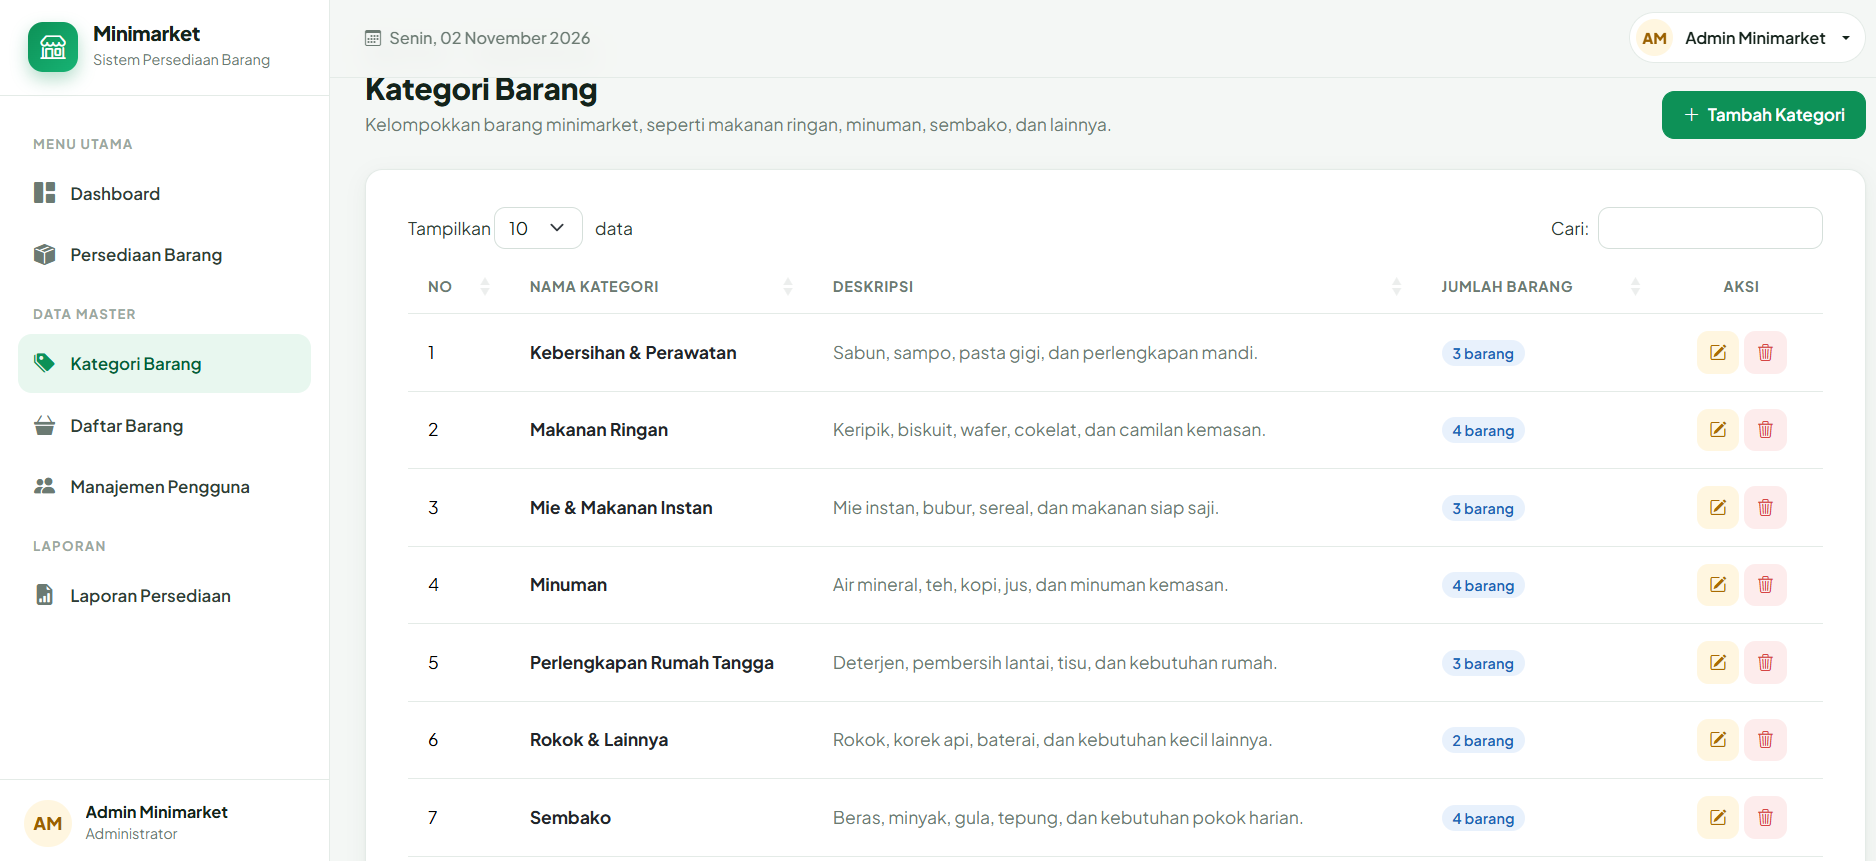 Minimarket
Sistem Persediaan Barang
MENU UTAMA
Dashboard
Persediaan Barang
DATA MASTER
Kategori Barang
Daftar Barang
Manajemen Pengguna
LAPORAN
Laporan Persediaan
AM Admin Minimarket
Administrator
Senin, 02 November 2026
AM Admin Minimarket
Kategori Barang
Kelompokkan barang minimarket, seperti makanan ringan, minuman, sembako, dan lainnya.
+ Tambah Kategori
Tampilkan 10 data
Cari:
NO NAMA KATEGORI DESKRIPSI JUMLAH BARANG AKSI
1 Kebersihan & Perawatan Sabun, sampo, pasta gigi, dan perlengkapan mandi. 3 barang
2 Makanan Ringan Keripik, biskuit, wafer, cokelat, dan camilan kemasan. 4 barang
3 Mie & Makanan Instan Mie instan, bubur, sereal, dan makanan siap saji. 3 barang
4 Minuman Air mineral, teh, kopi, jus, dan minuman kemasan. 4 barang
5 Perlengkapan Rumah Tangga Deterjen, pembersih lantai, tisu, dan kebutuhan rumah. 3 barang
6 Rokok & Lainnya Rokok, korek api, baterai, dan kebutuhan kecil lainnya. 2 barang
7 Sembako Beras, minyak, gula, tepung, dan kebutuhan pokok harian. 4 barang